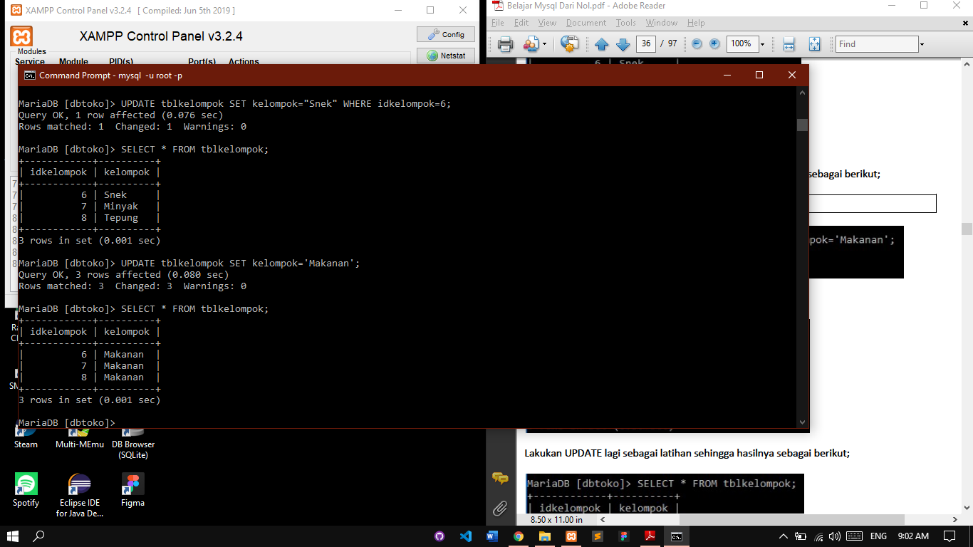 XAMPP Control Panel v3.2.4 [ Compiled: Jun 5th 2019 ]
XAMPP Control Panel v3.2.4
Config
Modules
Netstat
Service Module PID(s) Port(s) Actions
Belajar Mysql Dari Nol.pdf - Adobe Reader
File Edit View Document Tools Window Help
36 / 97 100% Find
Command Prompt - mysql -u root -p
MariaDB [dbtoko]> UPDATE tblkelompok SET kelompok="Snek" WHERE idkelompok=6;
Query OK, 1 row affected (0.076 sec)
Rows matched: 1 Changed: 1 Warnings: 0
MariaDB [dbtoko]> SELECT * FROM tblkelompok;
+------------+----------+
| idkelompok | kelompok |
+------------+----------+
| 6 | Snek |
| 7 | Minyak |
| 8 | Tepung |
+------------+----------+
3 rows in set (0.001 sec)
MariaDB [dbtoko]> UPDATE tblkelompok SET kelompok='Makanan';
Query OK, 3 rows affected (0.080 sec)
Rows matched: 3 Changed: 3 Warnings: 0
MariaDB [dbtoko]> SELECT * FROM tblkelompok;
+------------+----------+
| idkelompok | kelompok |
+------------+----------+
| 6 | Makanan |
| 7 | Makanan |
| 8 | Makanan |
+------------+----------+
3 rows in set (0.001 sec)
MariaDB [dbtoko]>
sebagai berikut;
pok='Makanan';
Lakukan UPDATE lagi sebagai latihan sehingga hasilnya sebagai berikut;
MariaDB [dbtoko]> SELECT * FROM tblkelompok;
+------------+----------+
| idkelompok | kelompok |
8.50 x 11.00 in
Steam
Multi-MEmu
DB Browser
(SQLite)
Spotify
Eclipse IDE
for Java De...
Figma
ENG 9:02 AM